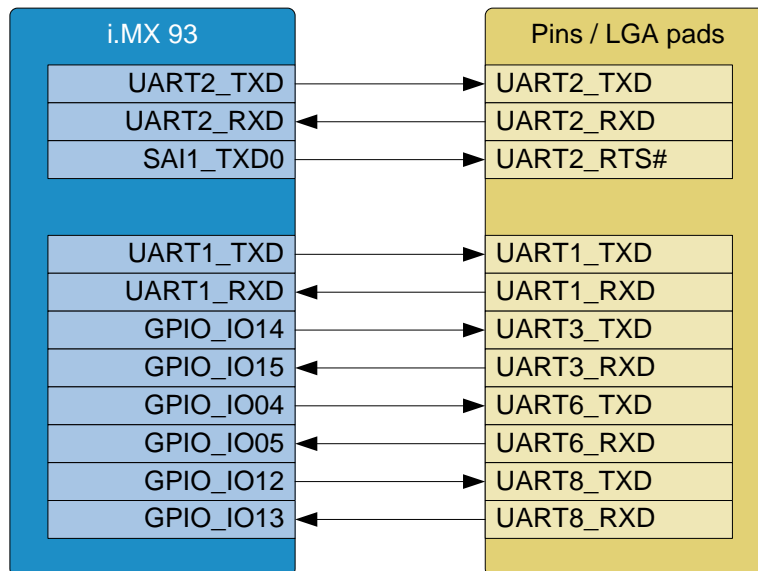 i.MX 93 Pins / LGA pads
UART2_TXD UART2_TXD
UART2_RXD UART2_RXD
SAI1_TXD0 UART2_RTS#
UART1_TXD UART1_TXD
UART1_RXD UART1_RXD
GPIO_IO14 UART3_TXD
GPIO_IO15 UART3_RXD
GPIO_IO04 UART6_TXD
GPIO_IO05 UART6_RXD
GPIO_IO12 UART8_TXD
GPIO_IO13 UART8_RXD